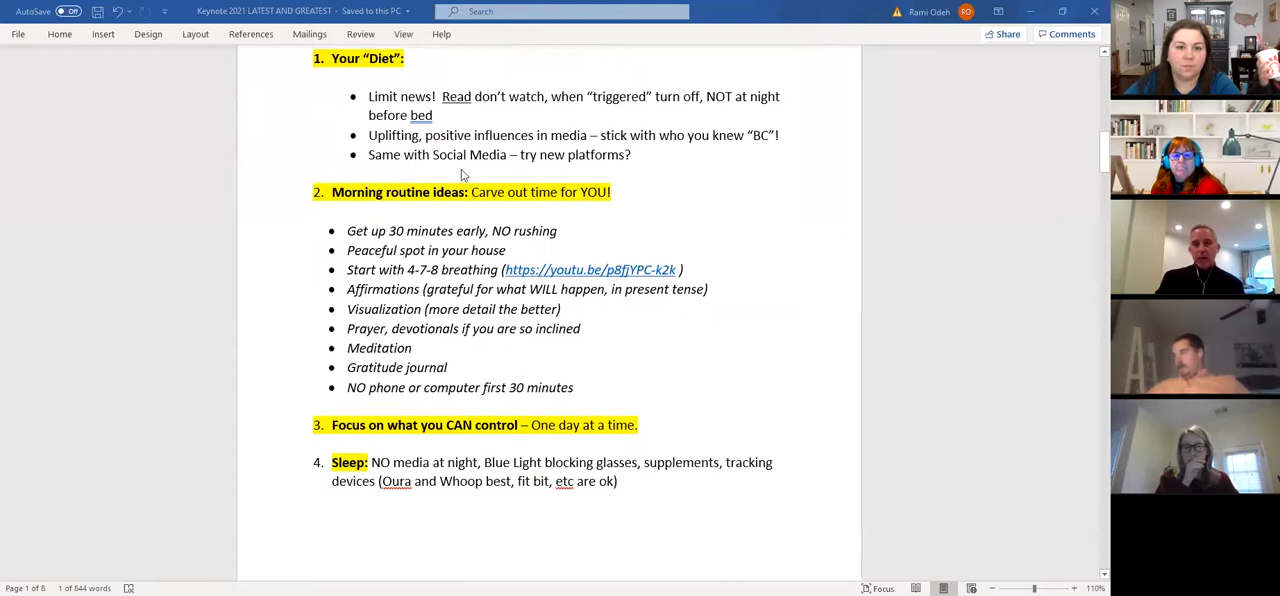 AutoSave Off Keynote 2021 LATEST AND GREATEST - Saved to this PC Search Rami Odeh RO
File Home Insert Design Layout References Mailings Review View Help Share Comments
1. Your “Diet”:
• Limit news! Read don’t watch, when “triggered” turn off, NOT at night
before bed
• Uplifting, positive influences in media – stick with who you knew “BC”!
• Same with Social Media – try new platforms?
2. Morning routine ideas: Carve out time for YOU!
• Get up 30 minutes early, NO rushing
• Peaceful spot in your house
• Start with 4-7-8 breathing (https://youtu.be/p8fjYPC-k2k )
• Affirmations (grateful for what WILL happen, in present tense)
• Visualization (more detail the better)
• Prayer, devotionals if you are so inclined
• Meditation
• Gratitude journal
• NO phone or computer first 30 minutes
3. Focus on what you CAN control – One day at a time.
4. Sleep: NO media at night, Blue Light blocking glasses, supplements, tracking
devices (Oura and Whoop best, fit bit, etc are ok)
Page 1 of 8 1 of 844 words Focus 110%